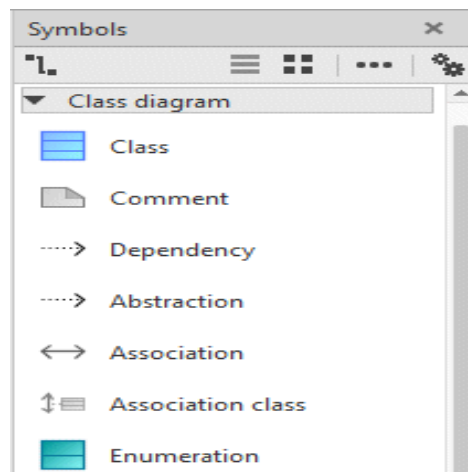 Symbols
Class diagram
Class
Comment
Dependency
Abstraction
Association
Association class
Enumeration